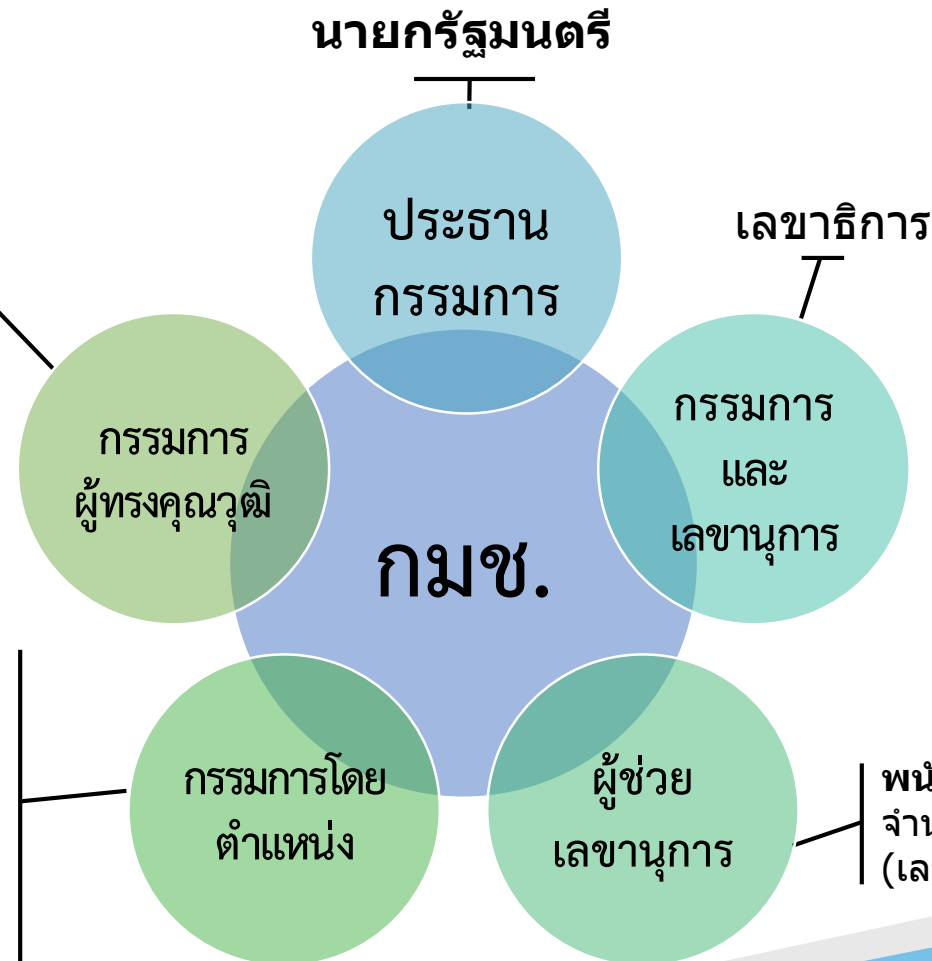 นายกรัฐมนตรี
ประธาน
กรรมการ
เลขาธิการ
กรรมการ
และ
เลขานุการ
กรรมการ
ผู้ทรงคุณวุฒิ
กมช.
กรรมการโดย
ตำแหน่ง
ผู้ช่วย
เลขานุการ